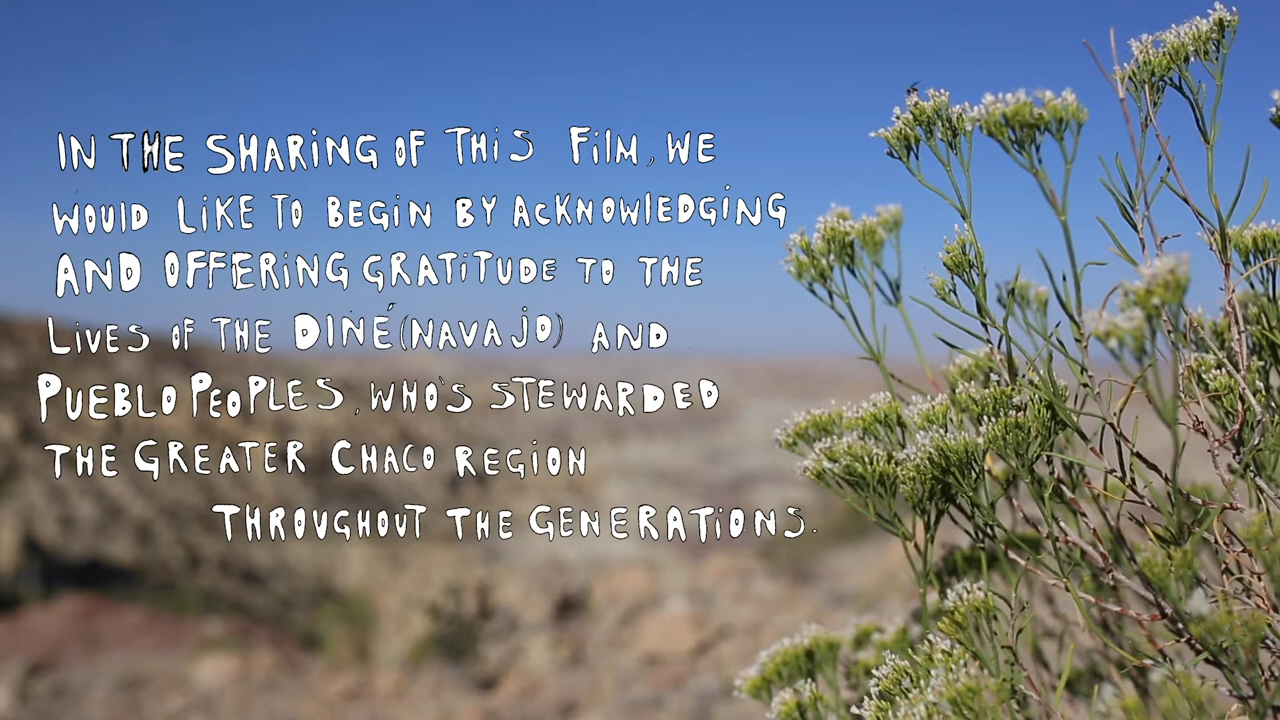 IN THE SHARING OF THIS FILM, WE
WOULD LIKE TO BEGIN BY ACKNOWLEDGING
AND OFFERING GRATITUDE TO THE
LIVES OF THE DINÉ (NAVAJO) AND
PUEBLO PEOPLES, WHO'S STEWARDED
THE GREATER CHACO REGION
THROUGHOUT THE GENERATIONS.